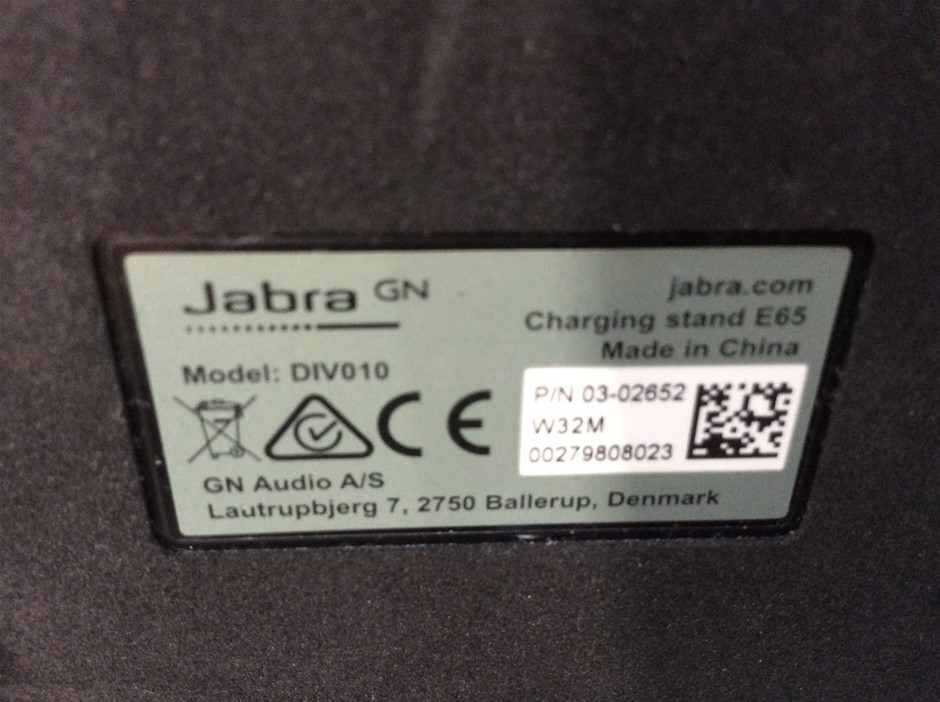 Jabra GN
jabra.com
Charging stand E65
Made in China
Model: DIV010
P/N 03-02652
W32M
00279808023
CE
GN Audio A/S
Lautrupbjerg 7, 2750 Ballerup, Denmark